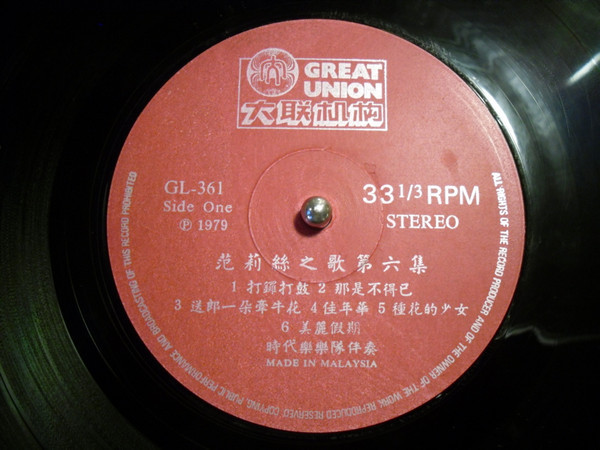 GREAT
UNION
大联机构
GL-361
Side One
℗ 1979
33 1/3 RPM
STEREO
范莉絲之歌第六集
1 打鑼打鼓 2 那是不得已
3 送郎一朵牽牛花 4 佳年華 5 種花的少女
6 美麗假期
時代樂樂隊伴奏
MADE IN MALAYSIA
ALL RIGHTS OF THE RECORD PRODUCER AND OF THE OWNER OF THE WORK REPRODUCED RESERVED. COPYING, PUBLIC PERFORMANCE AND BROADCASTING OF THIS RECORD PROHIBITED